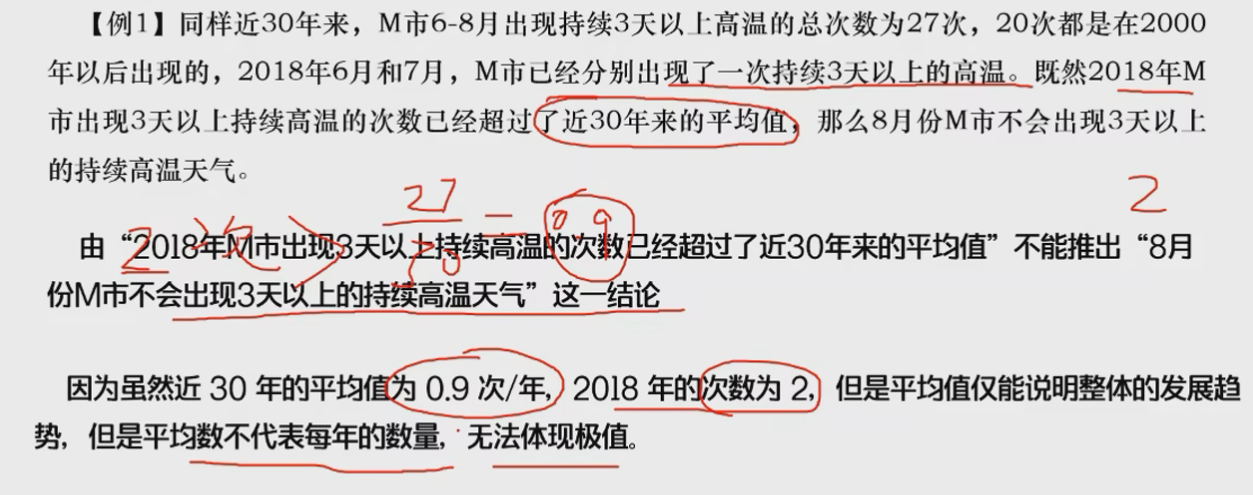 【例1】同样近30年来，M市6-8月出现持续3天以上高温的总次数为27次，20次都是在2000
年以后出现的，2018年6月和7月，M市已经分别出现了一次持续3天以上的高温。既然2018年M
市出现3天以上持续高温的次数已经超过了近30年来的平均值，那么8月份M市不会出现3天以上
的持续高温天气。
2
2次 > 27/30 = 0.9
由“2018年M市出现3天以上持续高温的次数已经超过了近30年来的平均值”不能推出“8月
份M市不会出现3天以上的持续高温天气”这一结论
因为虽然近 30 年的平均值为 0.9 次/年，2018 年的次数为 2，但是平均值仅能说明整体的发展趋
势，但是平均数不代表每年的数量，无法体现极值。